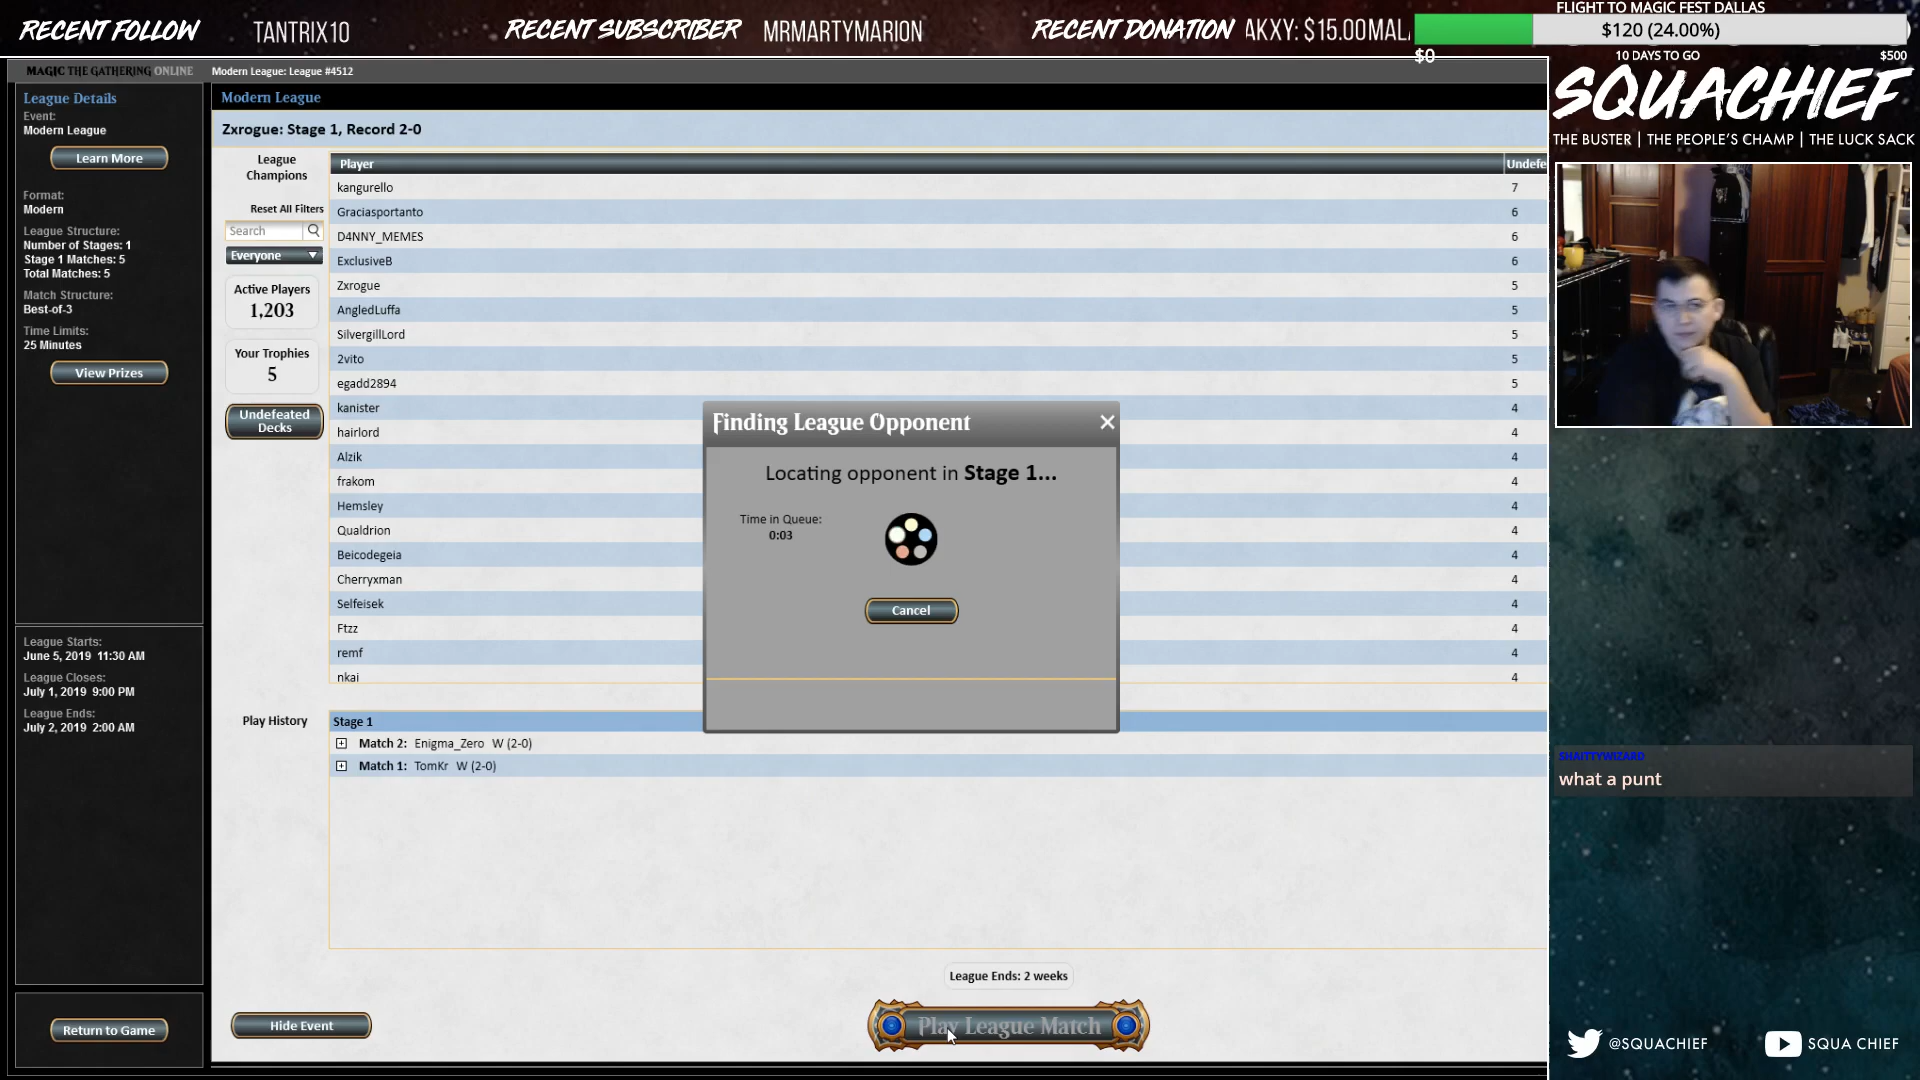 RECENT FOLLOW
TANTRIX10
RECENT SUBSCRIBER
MRMARTYMARION
RECENT DONATION
AKXY: $15.00MAL
FLIGHT TO MAGIC FEST DALLAS
$120 (24.00%)
$0
10 DAYS TO GO
$500
MAGIC THE GATHERING ONLINE
Modern League: League #4512
League Details
Event:
Modern League
Learn More
Format:
Modern
League Structure:
Number of Stages: 1
Stage 1 Matches: 5
Total Matches: 5
Match Structure:
Best-of-3
Time Limits:
25 Minutes
View Prizes
League Starts:
June 5, 2019 11:30 AM
League Closes:
July 1, 2019 9:00 PM
League Ends:
July 2, 2019 2:00 AM
Return to Game
Modern League
Zxrogue: Stage 1, Record 2-0
League
Champions
Reset All Filters
Search
Everyone
Active Players
1,203
Your Trophies
5
Undefeated
Decks
Player Undefe
kangurello 7
Graciasportanto 6
D4NNY_MEMES 6
ExclusiveB 6
Zxrogue 5
AngledLuffa 5
SilvergillLord 5
2vito 5
egadd2894 5
kanister 4
hairlord 4
Alzik 4
frakom 4
Hemsley 4
Qualdrion 4
Beicodegeia 4
Cherryxman 4
Selfeisek 4
Ftzz 4
remf 4
nkai 4
Finding League Opponent
Locating opponent in Stage 1...
Time in Queue:
0:03
Cancel
Play History
Stage 1
Match 2: Enigma_Zero W (2-0)
Match 1: TomKr W (2-0)
League Ends: 2 weeks
Hide Event
Play League Match
SQUACHIEF
THE BUSTER | THE PEOPLE'S CHAMP | THE LUCK SACK
SHAITTYWIZARD
what a punt
@SQUACHIEF
SQUA CHIEF